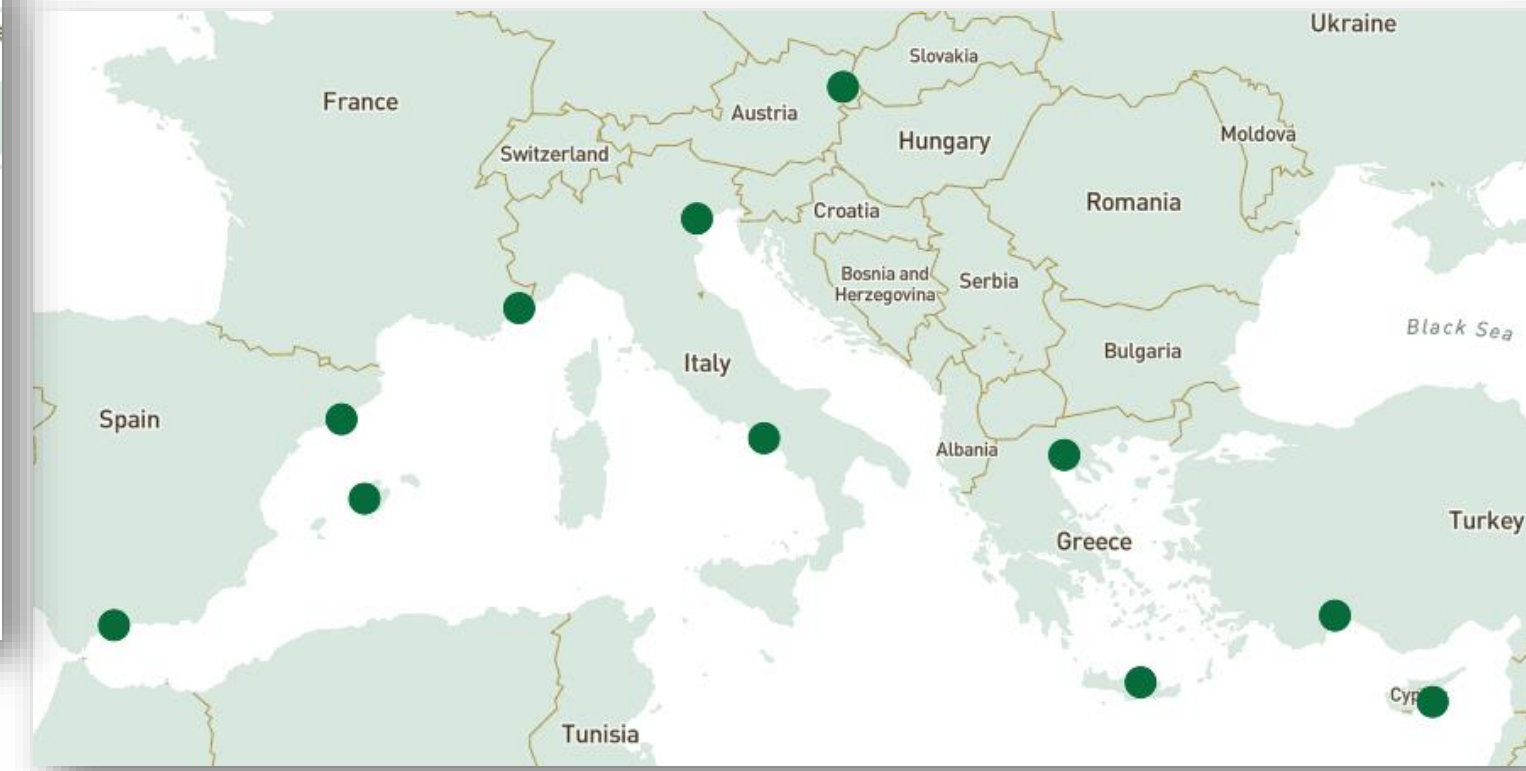 Ukraine
Slovakia
France
Austria
Hungary
Moldova
Switzerland
Romania
Croatia
Bosnia and
Herzegovina
Serbia
Black Sea
Bulgaria
Italy
Spain
Albania
Turkey
Greece
Cyp
Tunisia